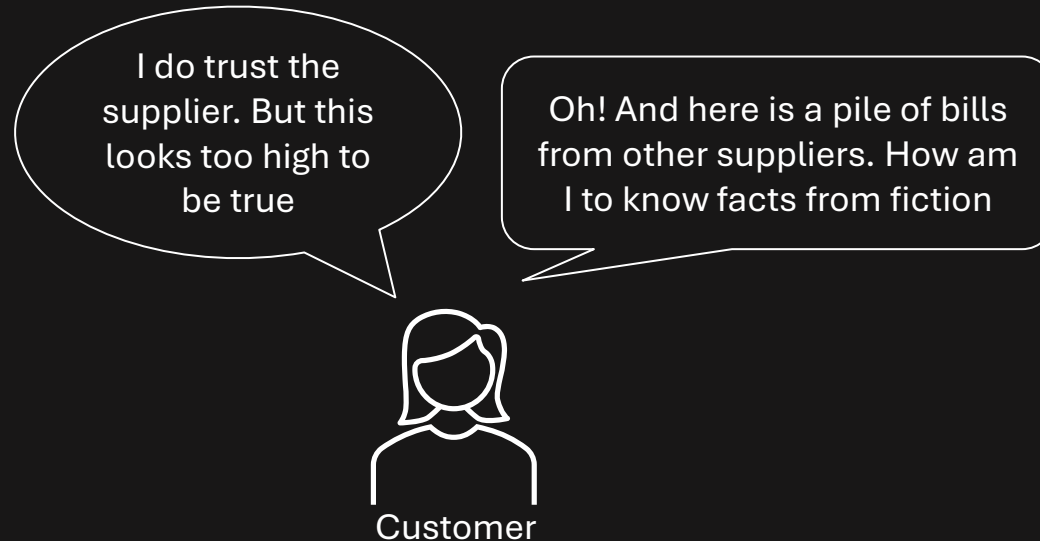 I do trust the
supplier. But this
looks too high to
be true
Oh! And here is a pile of bills
from other suppliers. How am
I to know facts from fiction
Customer